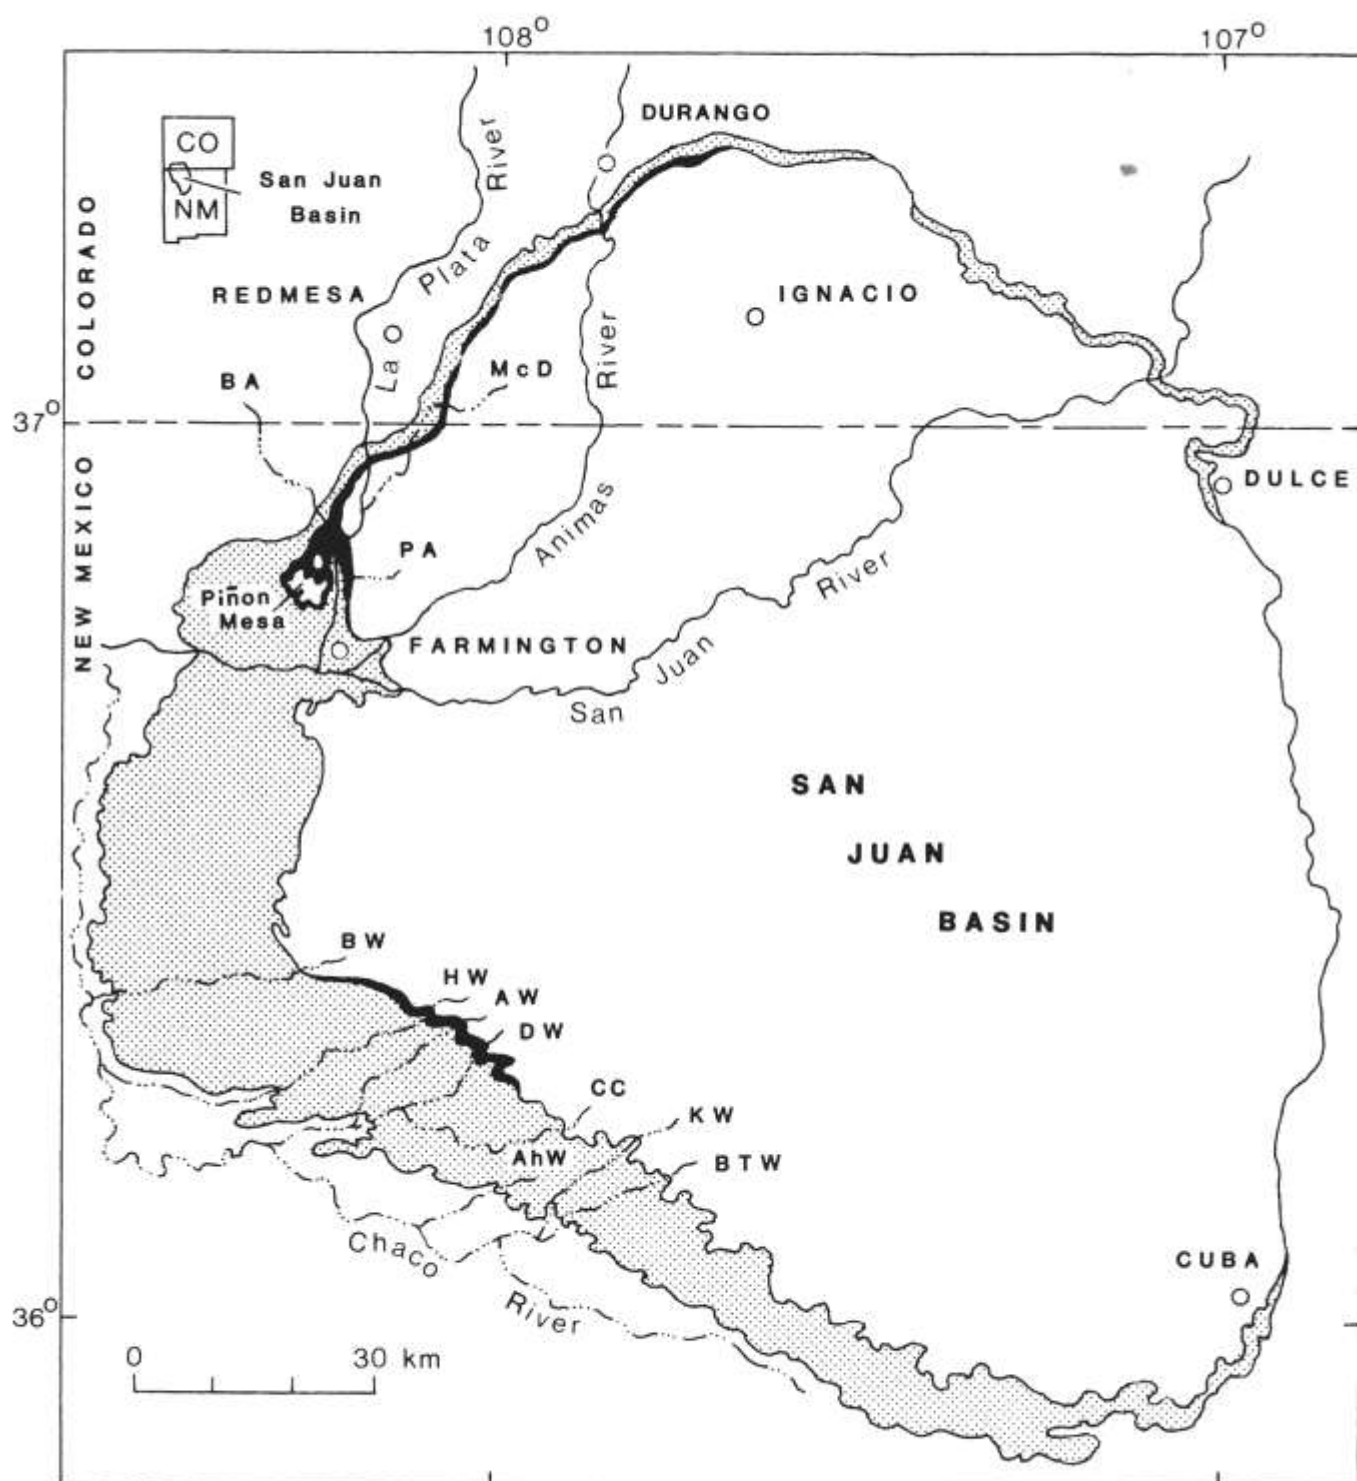 108°
107°
DURANGO
CO
San Juan
Basin
NM
River
Plata
La
REDMESA
IGNACIO
COLORADO
BA
McD
River
37°
DULCE
NEW MEXICO
PA
Animas
Piñon
Mesa
FARMINGTON
River
Juan
San
SAN
JUAN
BASIN
BW
HW
AW
DW
CC
KW
AhW
BTW
Chaco
River
CUBA
36°
0 30 km